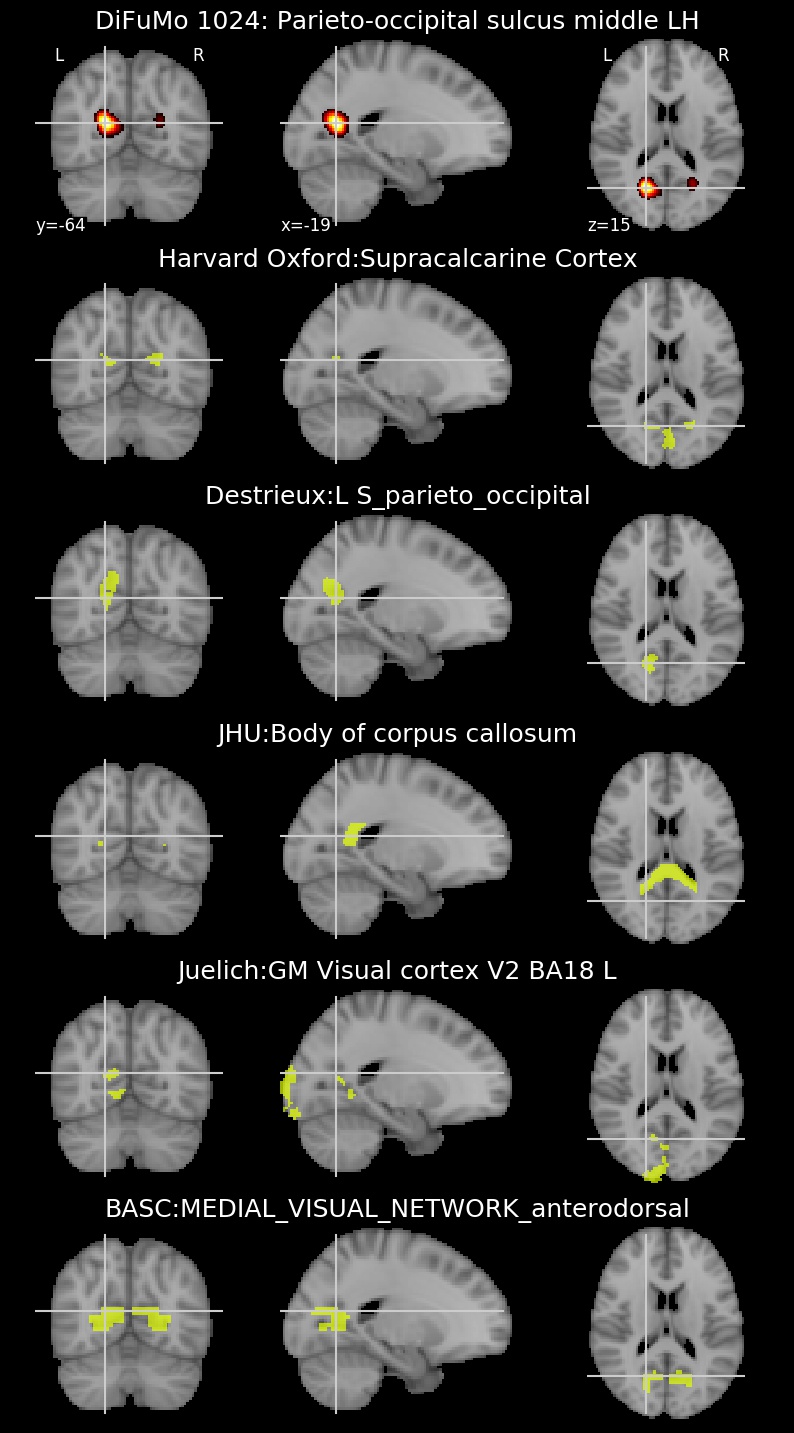 DiFuMo 1024: Parieto-occipital sulcus middle LH
L R L R
y=-64 x=-19 z=15
Harvard Oxford:Supracalcarine Cortex
Destrieux:L S_parieto_occipital
JHU:Body of corpus callosum
Juelich:GM Visual cortex V2 BA18 L
BASC:MEDIAL_VISUAL_NETWORK_anterodorsal